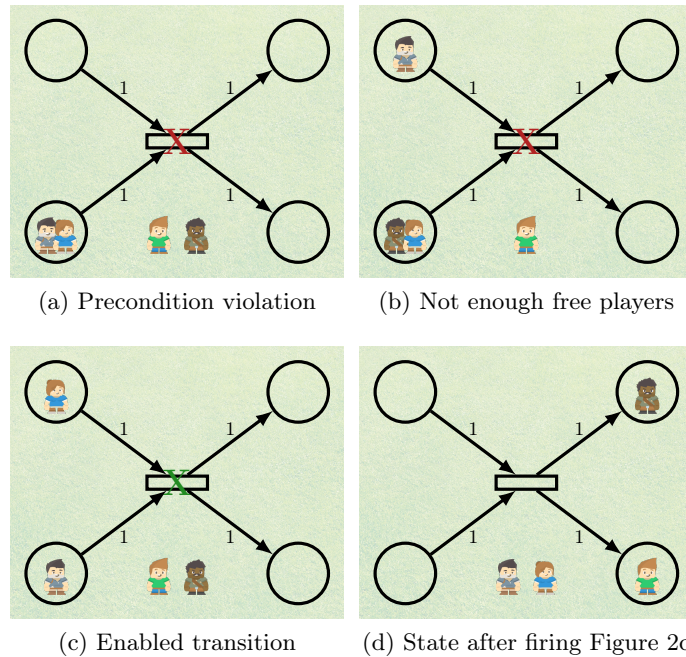 1 1 1 1
X X
1 1 1 1
(a) Precondition violation (b) Not enough free players
1 1 1 1
X
1 1 1 1
(c) Enabled transition (d) State after firing Figure 2c